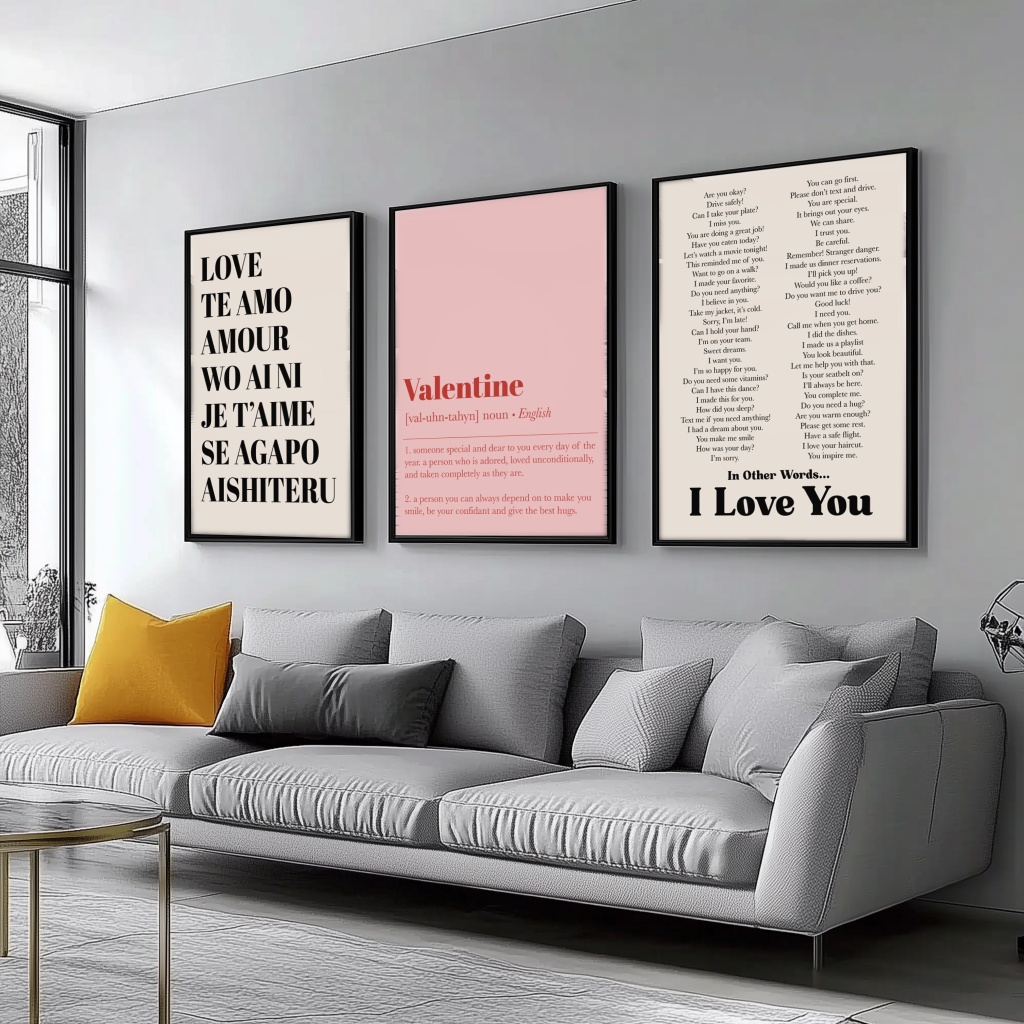 LOVE
TE AMO
AMOUR
WO AI NI
JE T'AIME
SE AGAPO
AISHITERU
Valentine
[val-uhn-tahyn] noun • English
1. someone special and dear to you every day of the
year. a person who is adored, loved unconditionally,
and taken completely as they are.
2. a person you can always depend on to make you
smile, be your confidant and give the best hugs.
Are you okay?
Drive safely!
Can I take your plate?
I miss you.
You are doing a great job!
Have you eaten today?
Let's watch a movie tonight!
This reminded me of you.
Want to go on a walk?
I made your favorite.
Do you need anything?
I believe in you.
Take my jacket, it's cold.
Sorry, I'm late!
Can I hold your hand?
I'm on your team.
Sweet dreams.
I want you.
I'm so happy for you.
Do you need some vitamins?
Can I have this dance?
I made this for you.
How did you sleep?
Text me if you need anything!
I had a dream about you.
You make me smile
How was your day?
I'm sorry.
You can go first.
Please don't text and drive.
You are special.
It brings out your eyes.
We can share.
I trust you.
Be careful.
Remember! Stranger danger.
I made us dinner reservations.
I'll pick you up!
Would you like a coffee?
Do you want me to drive you?
Good luck!
I need you.
Call me when you get home.
I did the dishes.
I made us a playlist
You look beautiful.
Let me help you with that.
Is your seatbelt on?
I'll always be here.
You complete me.
Do you need a hug?
Are you warm enough?
Please get some rest.
Have a safe flight.
I love your haircut.
You inspire me.
In Other Words...
I Love You